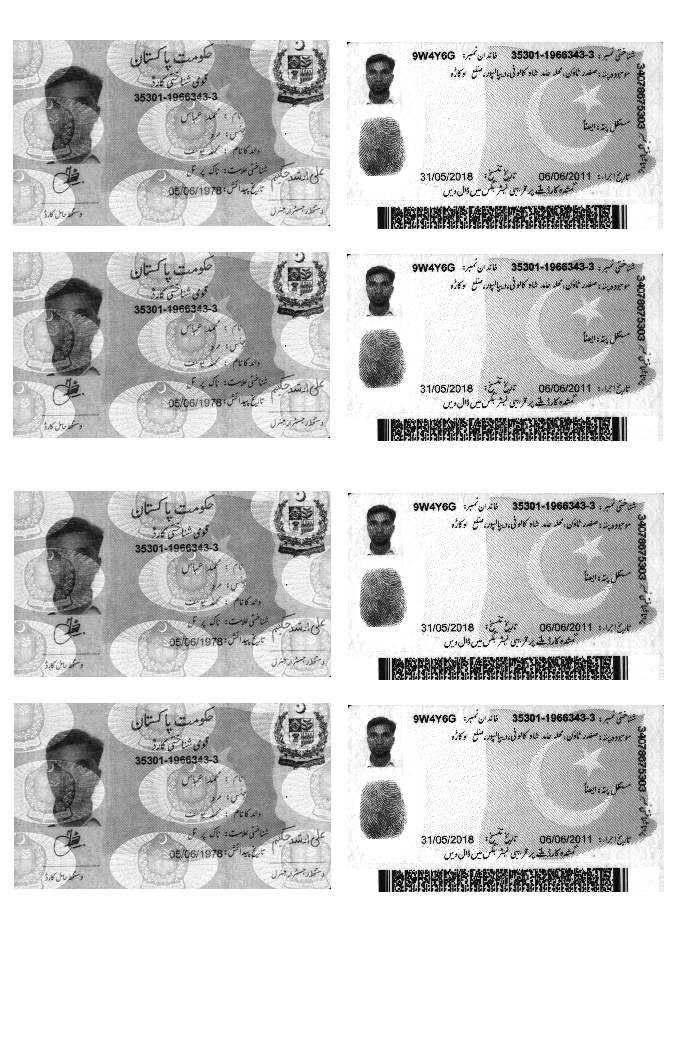 حکومت پاکستان
قومی شناختی کارڈ
35301-1966343-3
نام : محمد عباس
جنس : مرد
والد کا نام : محمد یوسف
شناختی علامت : ناک پر تل
تاریخ پیدائش : 05/06/1978
دستخط حامل کارڈ
دستخط رجسٹرار جنرل
شناختی نمبر : 35301-1966343-3 خاندان نمبر : 9W4Y6G
موجودہ پتہ : صفدر ٹاؤن، محلہ حامد شاہ کالونی، دیپالپور، ضلع اوکاڑہ
مستقل پتہ : ایضاً
34078675303
تاریخ اجراء : 06/06/2011 تاریخ تنسیخ : 31/05/2018
گمشدہ کارڈ ملنے پر قریبی لیٹر بکس میں ڈال دیں
حکومت پاکستان
قومی شناختی کارڈ
35301-1966343-3
نام : محمد عباس
جنس : مرد
والد کا نام : محمد یوسف
شناختی علامت : ناک پر تل
تاریخ پیدائش : 05/06/1978
دستخط حامل کارڈ
دستخط رجسٹرار جنرل
شناختی نمبر : 35301-1966343-3 خاندان نمبر : 9W4Y6G
موجودہ پتہ : صفدر ٹاؤن، محلہ حامد شاہ کالونی، دیپالپور، ضلع اوکاڑہ
مستقل پتہ : ایضاً
34078675303
تاریخ اجراء : 06/06/2011 تاریخ تنسیخ : 31/05/2018
گمشدہ کارڈ ملنے پر قریبی لیٹر بکس میں ڈال دیں
حکومت پاکستان
قومی شناختی کارڈ
35301-1966343-3
نام : محمد عباس
جنس : مرد
والد کا نام : محمد یوسف
شناختی علامت : ناک پر تل
تاریخ پیدائش : 05/06/1978
دستخط حامل کارڈ
دستخط رجسٹرار جنرل
شناختی نمبر : 35301-1966343-3 خاندان نمبر : 9W4Y6G
موجودہ پتہ : صفدر ٹاؤن، محلہ حامد شاہ کالونی، دیپالپور، ضلع اوکاڑہ
مستقل پتہ : ایضاً
34078675303
تاریخ اجراء : 06/06/2011 تاریخ تنسیخ : 31/05/2018
گمشدہ کارڈ ملنے پر قریبی لیٹر بکس میں ڈال دیں
حکومت پاکستان
قومی شناختی کارڈ
35301-1966343-3
نام : محمد عباس
جنس : مرد
والد کا نام : محمد یوسف
شناختی علامت : ناک پر تل
تاریخ پیدائش : 05/06/1978
دستخط حامل کارڈ
دستخط رجسٹرار جنرل
شناختی نمبر : 35301-1966343-3 خاندان نمبر : 9W4Y6G
موجودہ پتہ : صفدر ٹاؤن، محلہ حامد شاہ کالونی، دیپالپور، ضلع اوکاڑہ
مستقل پتہ : ایضاً
34078675303
تاریخ اجراء : 06/06/2011 تاریخ تنسیخ : 31/05/2018
گمشدہ کارڈ ملنے پر قریبی لیٹر بکس میں ڈال دیں